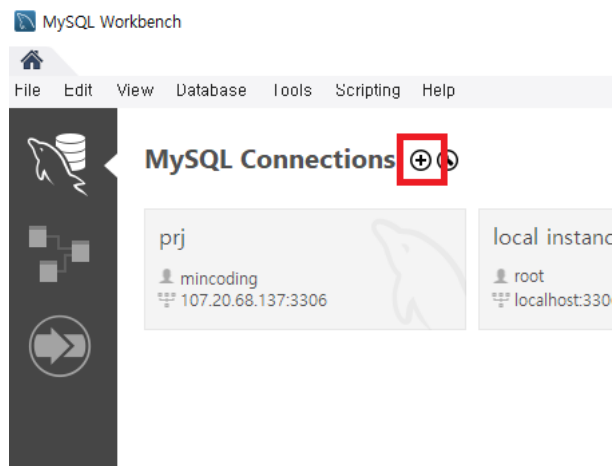 MySQL Workbench
File Edit View Database Tools Scripting Help
MySQL Connections
prj
mincoding
107.20.68.137:3306
local instanc
root
localhost:330